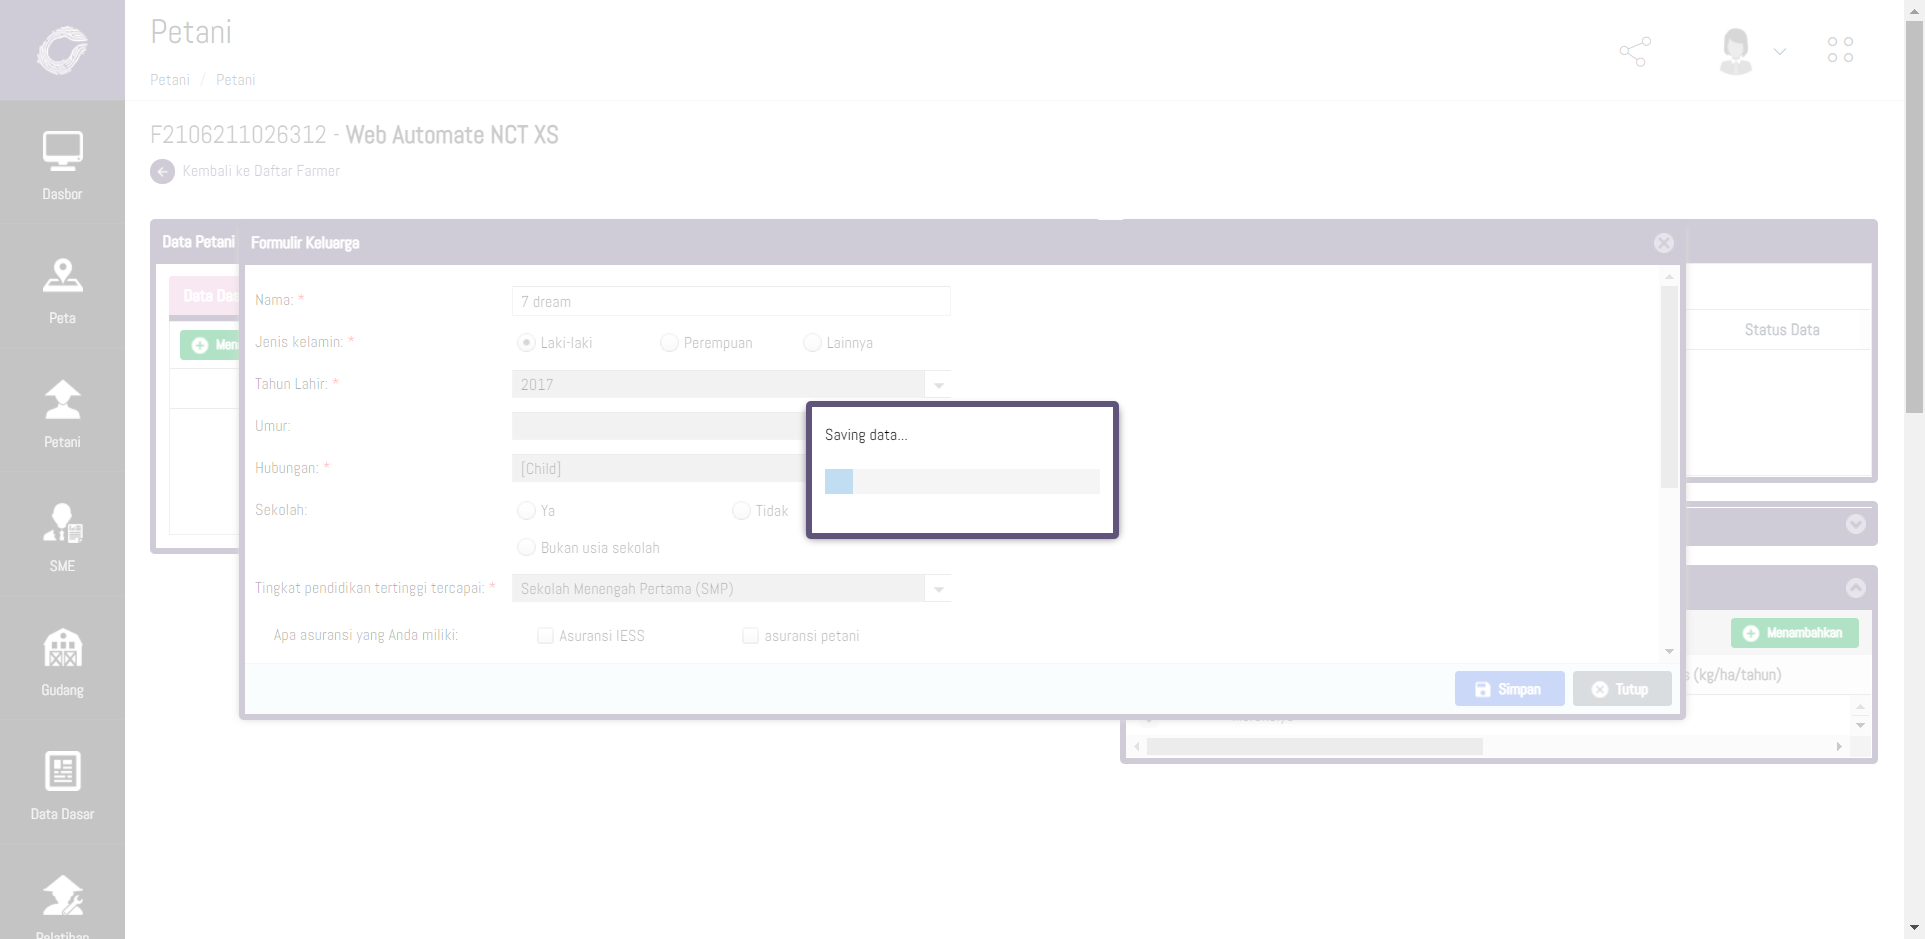 Petani
Petani / Petani
F2106211026312 - Web Automate NCT XS
Kembali ke Daftar Farmer
Dasbor
Peta
Petani
SME
Gudang
Data Dasar
Pelatihan
Data Petani
Data Das
Men
Formulir Keluarga
Nama: *
7 dream
Jenis kelamin: *
Laki-laki
Perempuan
Lainnya
Tahun Lahir: *
2017
Umur:
Hubungan: *
[Child]
Sekolah:
Ya
Tidak
Bukan usia sekolah
Tingkat pendidikan tertinggi tercapai: *
Sekolah Menengah Pertama (SMP)
Apa asuransi yang Anda miliki:
Asuransi IESS
asuransi petani
Simpan
Tutup
Saving data...
Status Data
Menambahkan
s (kg/ha/tahun)